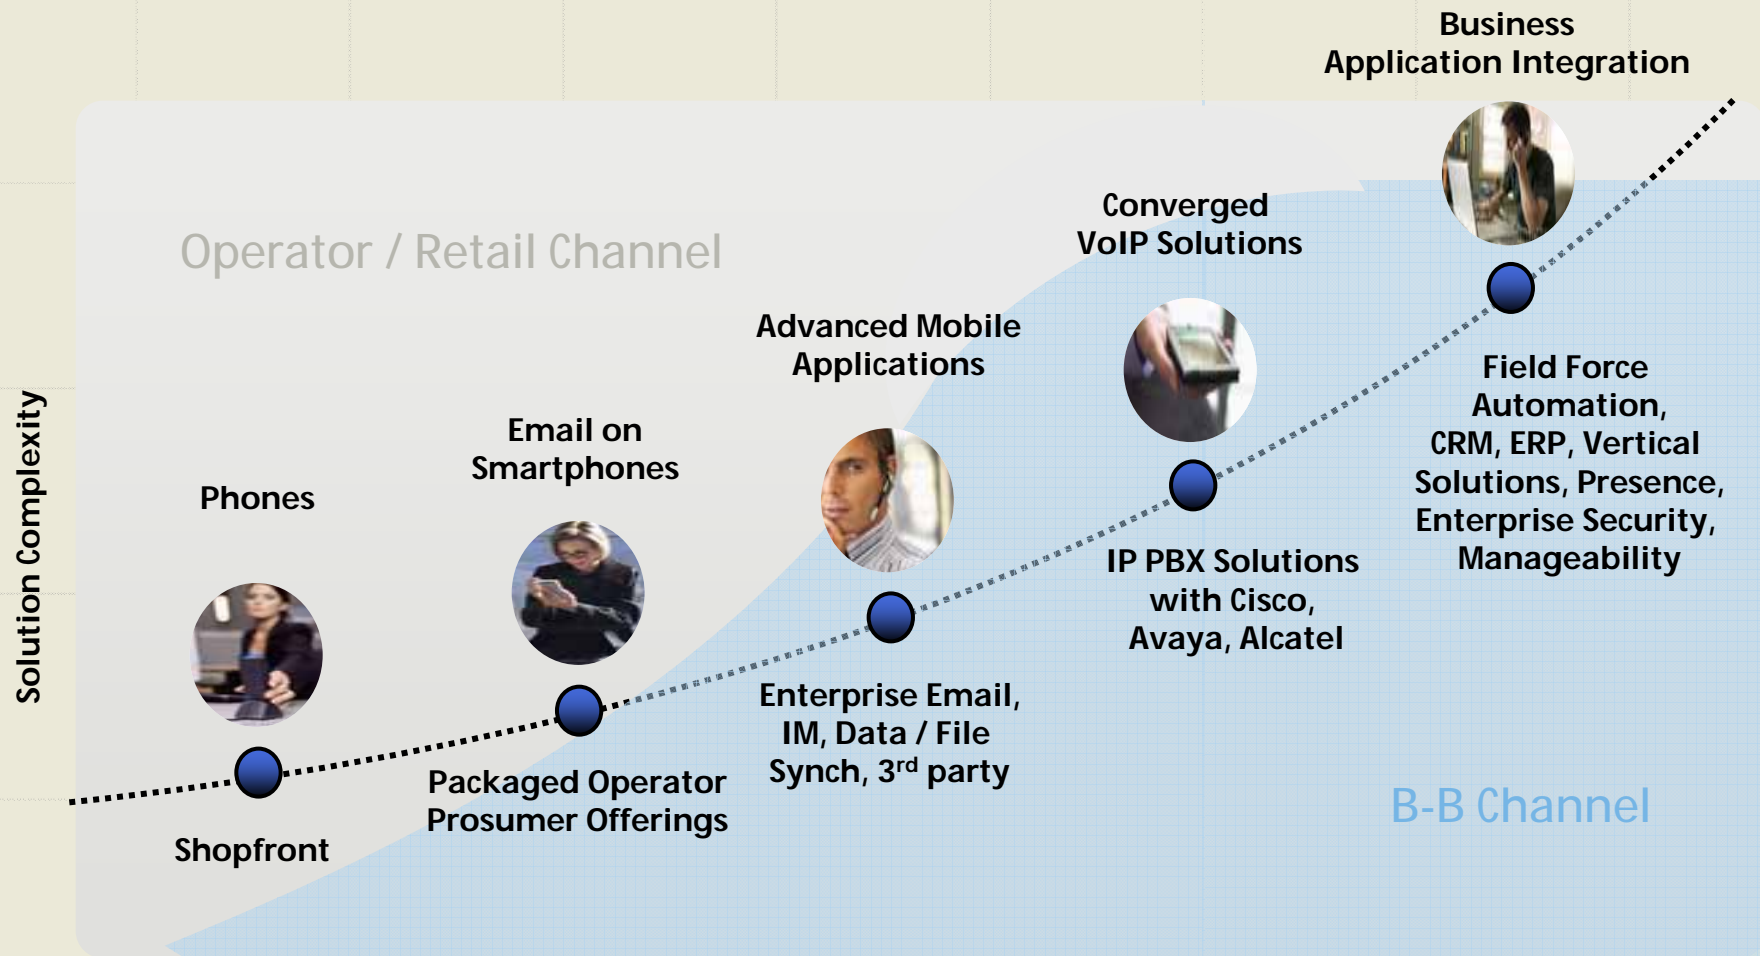 Business
Application Integration
Operator / Retail Channel
Converged
VoIP Solutions
Advanced Mobile
Applications
Email on
Smartphones
Phones
Solution Complexity
Field Force
Automation,
CRM, ERP, Vertical
Solutions, Presence,
Enterprise Security,
Manageability
IP PBX Solutions
with Cisco,
Avaya, Alcatel
Enterprise Email,
IM, Data / File
Synch, 3rd party
Packaged Operator
Prosumer Offerings
Shopfront
B-B Channel